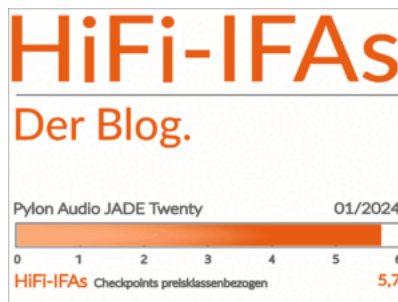 HiFi-IFAs
Der Blog.
Pylon Audio JADE Twenty 01/2024
0 1 2 3 4 5 6
HiFi-IFAs Checkpoints preisklassenbezogen 5,7